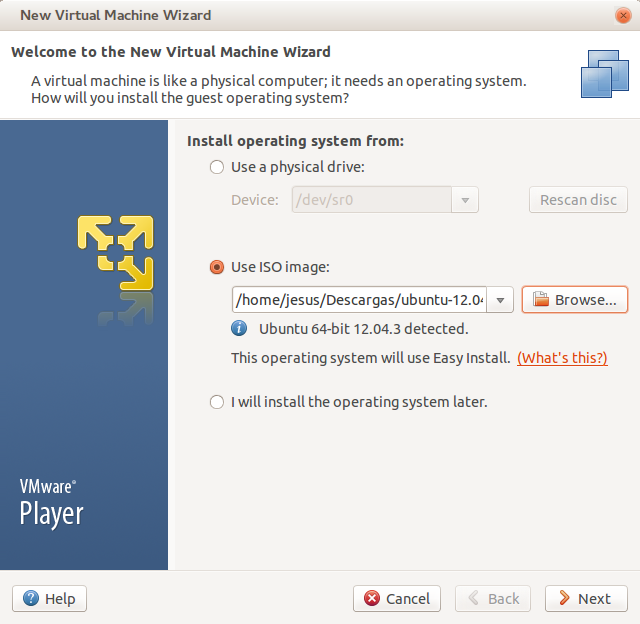 New Virtual Machine Wizard
Welcome to the New Virtual Machine Wizard
A virtual machine is like a physical computer; it needs an operating system.
How will you install the guest operating system?
Install operating system from:
Use a physical drive:
Device: /dev/sr0 Rescan disc
Use ISO image:
/home/jesus/Descargas/ubuntu-12.04 Browse...
Ubuntu 64-bit 12.04.3 detected.
This operating system will use Easy Install. (What's this?)
I will install the operating system later.
VMware®
Player
Help Cancel Back Next